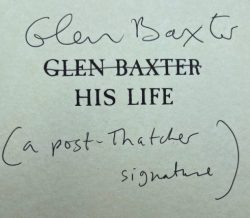 Glen Baxter
GLEN BAXTER
HIS LIFE
(a post-Thatcher
signature)